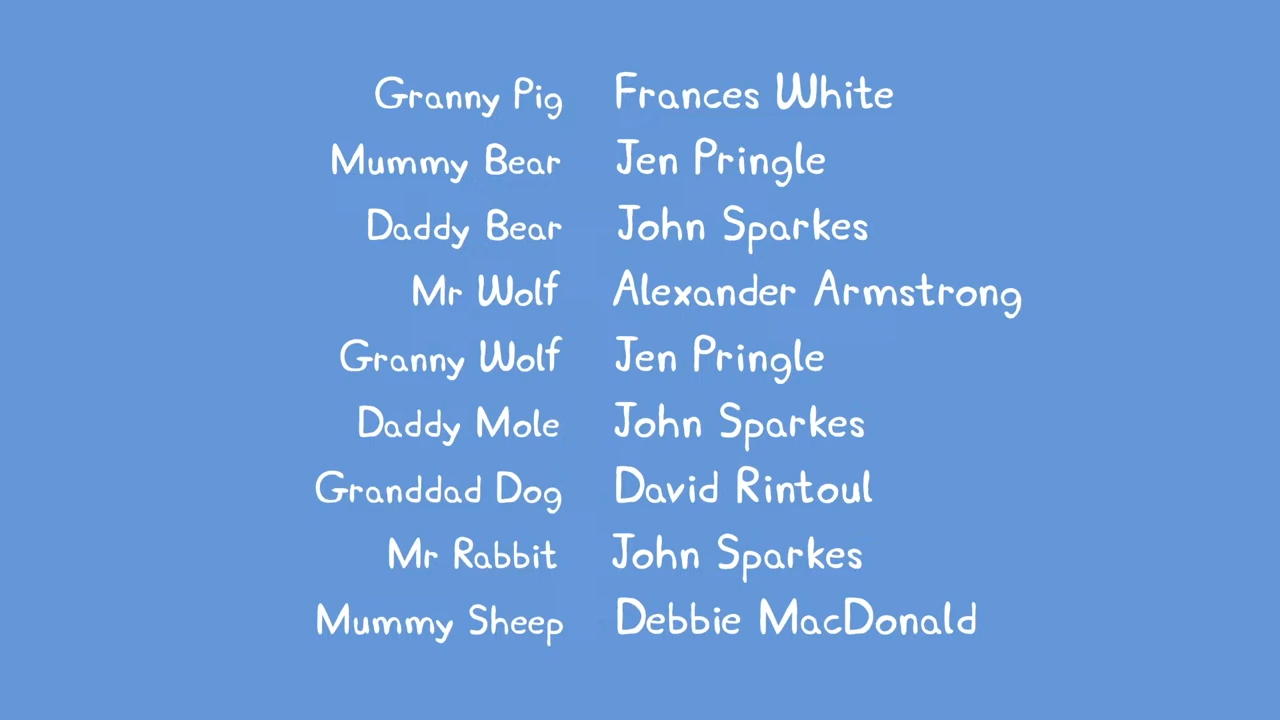 Granny Pig Frances White
Mummy Bear Jen Pringle
Daddy Bear John Sparkes
Mr Wolf Alexander Armstrong
Granny Wolf Jen Pringle
Daddy Mole John Sparkes
Granddad Dog David Rintoul
Mr Rabbit John Sparkes
Mummy Sheep Debbie MacDonald